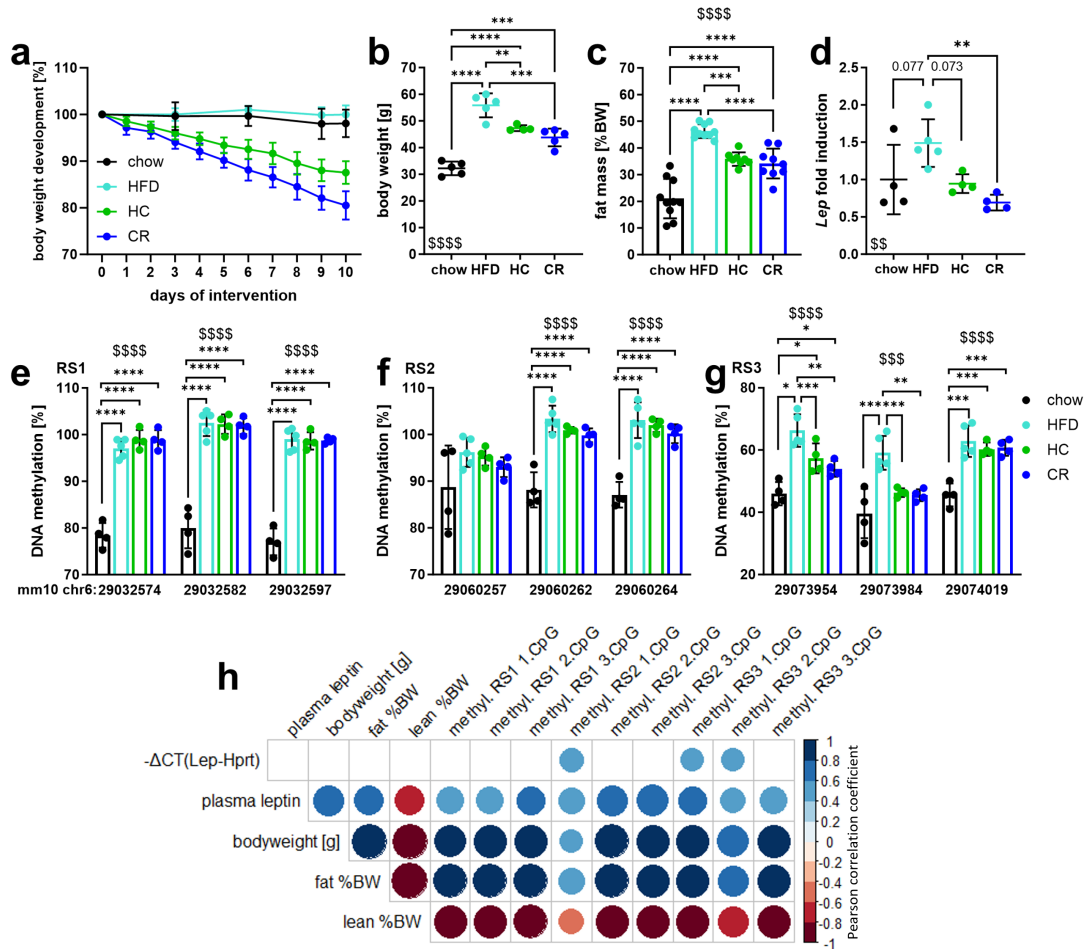 a
body weight development [%]
110
100
90
80
70
chow
HFD
HC
CR
0 1 2 3 4 5 6 7 8 9 10
days of intervention
b
***
****
**
**** ***
body weight [g]
70
60
50
40
30
20
10
0
$$$$
chow HFD HC CR
c
$$$$
****
****
***
**** ****
fat mass [%BW]
70
60
50
40
30
20
10
0
chow HFD HC CR
d
**
0.077 0.073
Lep fold induction
2.5
2.0
1.5
1.0
0.5
0.0
$$
chow HFD HC CR
e
RS1
$$$$ $$$$ $$$$
**** **** ****
**** **** ****
**** **** ****
DNA methylation [%]
110
100
90
80
70
mm10 chr6:29032574 29032582 29032597
f
RS2
$$$$ $$$$
**** ****
**** ****
**** ****
DNA methylation [%]
110
100
90
80
70
29060257 29060262 29060264
g
RS3
$$$$ $$$ $$$$
* ** ***
* ******  ***
** ***
* ***
DNA methylation [%]
80
60
40
20
29073954 29073984 29074019
chow
HFD
HC
CR
h
plasma leptin
bodyweight [g]
fat %BW
lean %BW
methyl. RS1 1.CpG
methyl. RS1 2.CpG
methyl. RS1 3.CpG
methyl. RS2 1.CpG
methyl. RS2 2.CpG
methyl. RS2 3.CpG
methyl. RS3 1.CpG
methyl. RS3 2.CpG
methyl. RS3 3.CpG
-ΔCT(Lep-Hprt)
plasma leptin
bodyweight [g]
fat %BW
lean %BW
1
0.8
0.6
0.4
0.2
0
-0.2
-0.4
-0.6
-0.8
-1
Pearson correlation coefficient